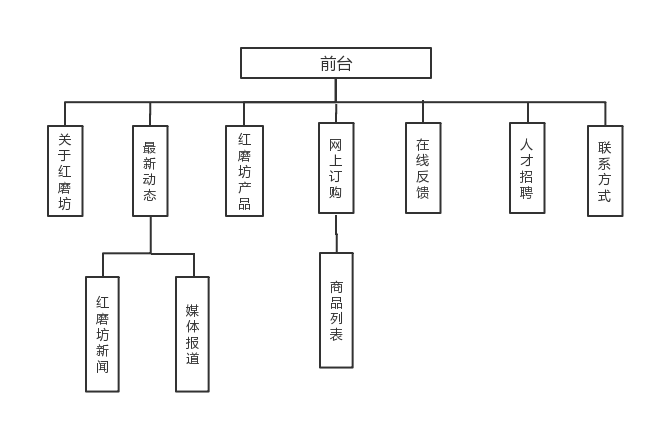 前台
关于红磨坊
最新动态
红磨坊产品
网上订购
在线反馈
人才招聘
联系方式
红磨坊新闻
媒体报道
商品列表